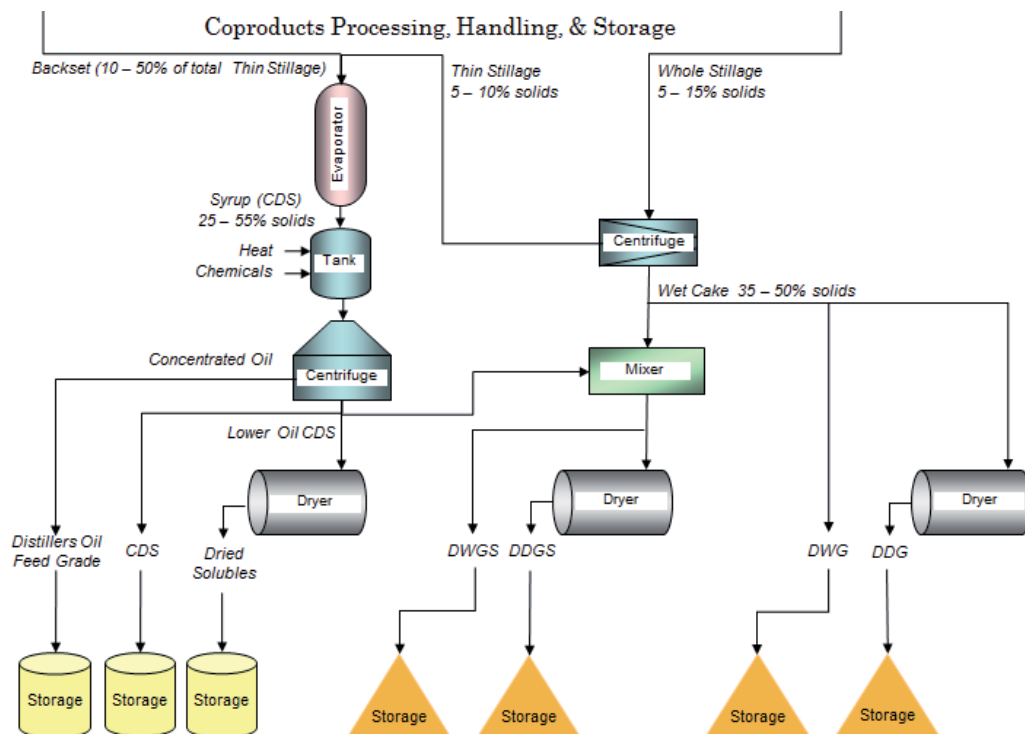 Coproducts Processing, Handling, & Storage
Backset (10 – 50% of total Thin Stillage)
Thin Stillage
5 – 10% solids
Whole Stillage
5 – 15% solids
Evaporator
Syrup (CDS)
25 – 55% solids
Heat
Chemicals
Tank
Centrifuge
Wet Cake 35 – 50% solids
Concentrated Oil
Centrifuge
Mixer
Lower Oil CDS
Dryer
Dryer
Dryer
Distillers Oil
Feed Grade
CDS
Dried
Solubles
DWGS
DDGS
DWG
DDG
Storage
Storage
Storage
Storage
Storage
Storage
Storage